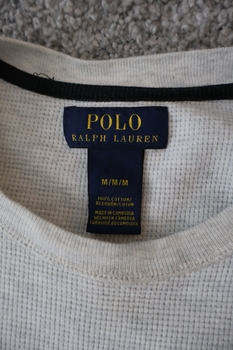 POLO
RALPH LAUREN
M/M/M
100% COTTON/
MADE IN CAMBODIA